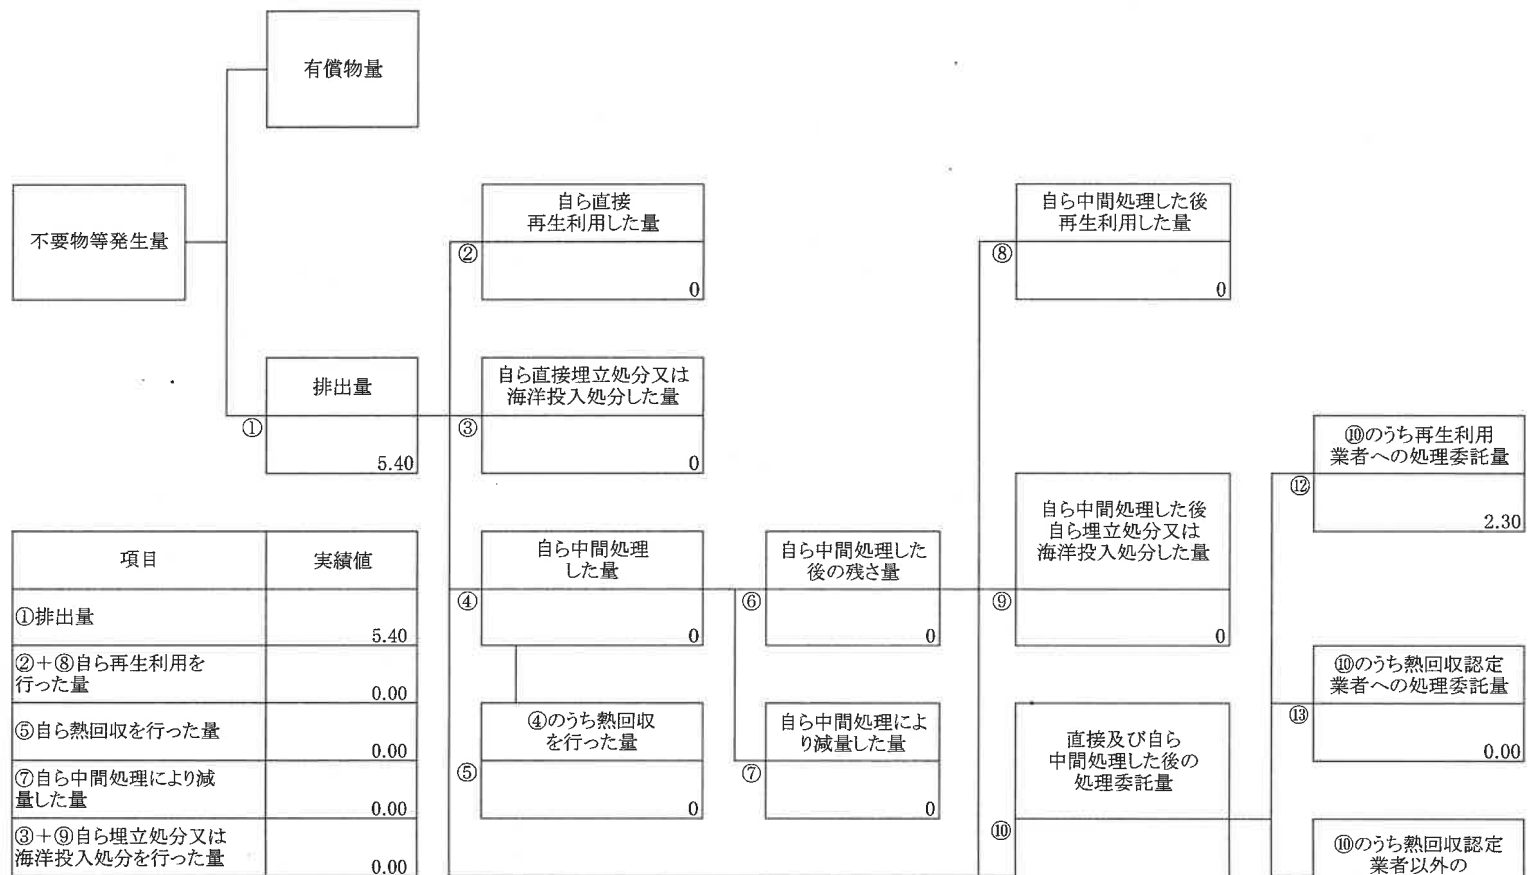 有償物量
不要物等発生量
自ら直接
再生利用した量
②
0
自ら中間処理した後
再生利用した量
⑧
0
排出量
①
5.40
自ら直接埋立処分又は
海洋投入処分した量
③
0
⑩のうち再生利用
業者への処理委託量
⑫
2.30
自ら中間処理
した量
④
0
自ら中間処理した
後の残さ量
⑥
0
自ら中間処理した後
自ら埋立処分又は
海洋投入処分した量
⑨
0
⑩のうち熱回収認定
業者への処理委託量
⑬
0.00
④のうち熱回収
を行った量
⑤
0
自ら中間処理によ
り減量した量
⑦
0
直接及び自ら
中間処理した後の
処理委託量
⑩
⑩のうち熱回収認定
業者以外の
項目 実績値
①排出量
5.40
②+⑧自ら再生利用を
行った量
0.00
⑤自ら熱回収を行った量
0.00
⑦自ら中間処理により減
量した量
0.00
③+⑨自ら埋立処分又は
海洋投入処分を行った量
0.00